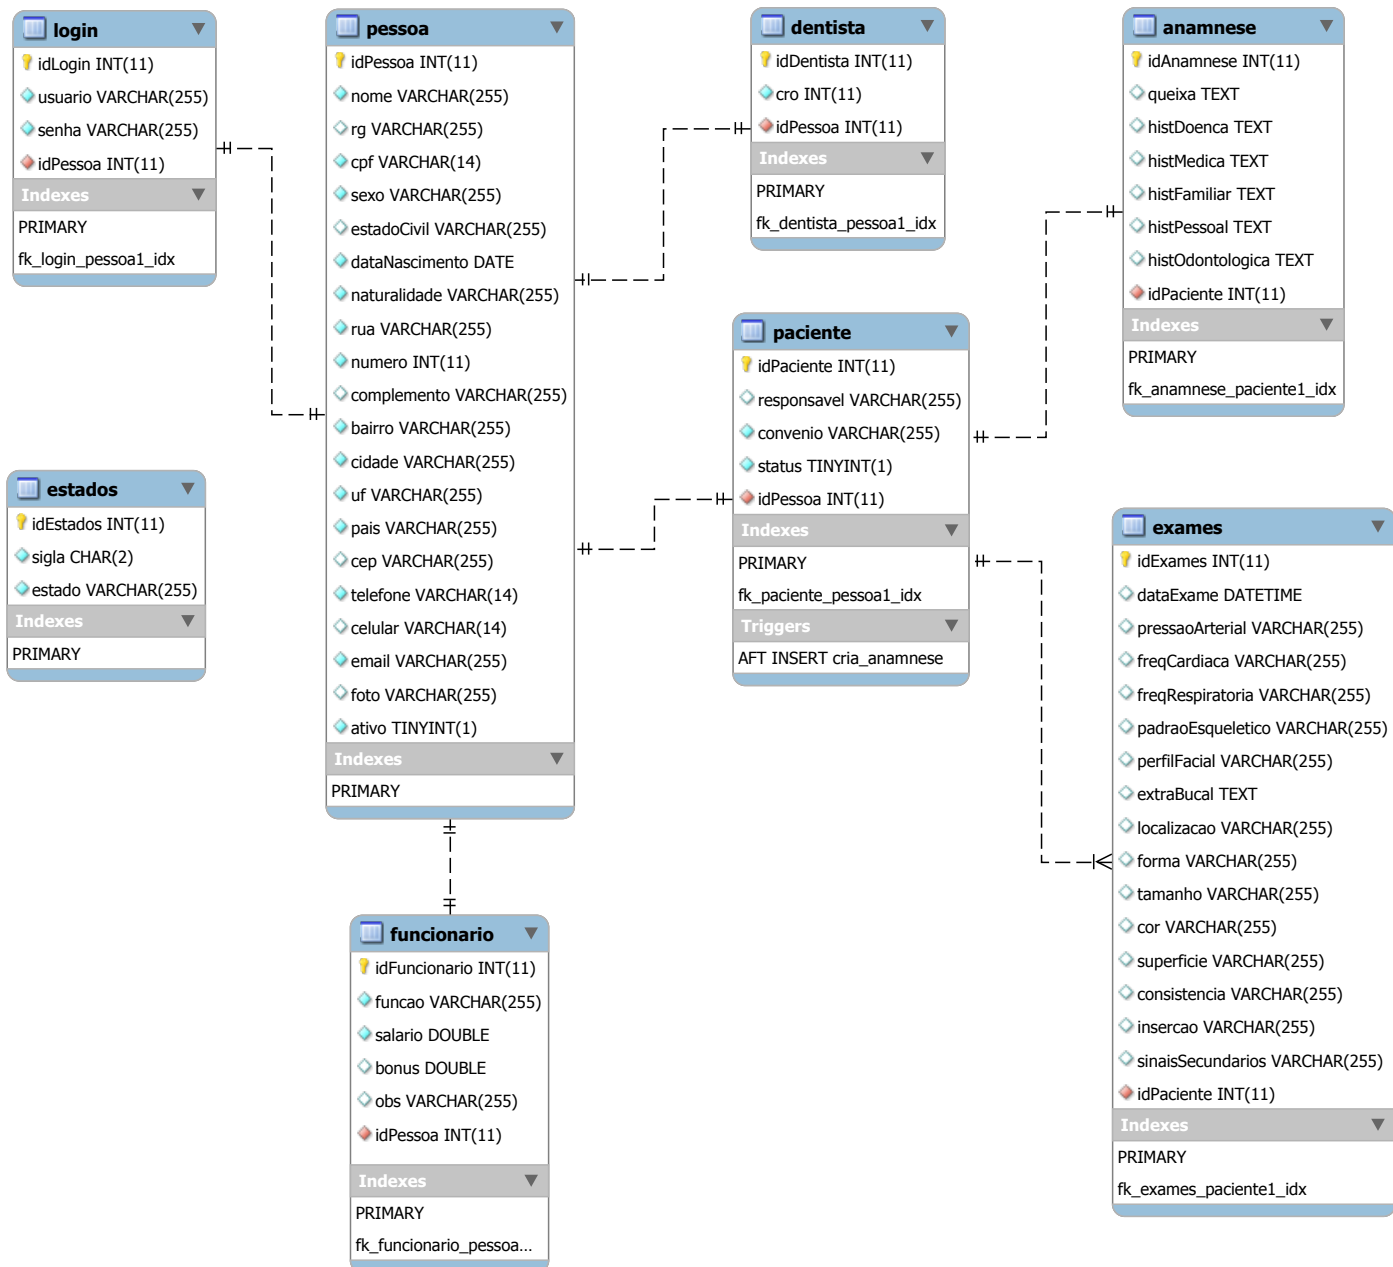 login
idLogin INT(11)
usuario VARCHAR(255)
senha VARCHAR(255)
idPessoa INT(11)
Indexes
PRIMARY
fk_login_pessoa1_idx
pessoa
idPessoa INT(11)
nome VARCHAR(255)
rg VARCHAR(255)
cpf VARCHAR(14)
sexo VARCHAR(255)
estadoCivil VARCHAR(255)
dataNascimento DATE
naturalidade VARCHAR(255)
rua VARCHAR(255)
numero INT(11)
complemento VARCHAR(255)
bairro VARCHAR(255)
cidade VARCHAR(255)
uf VARCHAR(255)
pais VARCHAR(255)
cep VARCHAR(255)
telefone VARCHAR(14)
celular VARCHAR(14)
email VARCHAR(255)
foto VARCHAR(255)
ativo TINYINT(1)
Indexes
PRIMARY
dentista
idDentista INT(11)
cro INT(11)
idPessoa INT(11)
Indexes
PRIMARY
fk_dentista_pessoa1_idx
anamnese
idAnamnese INT(11)
queixa TEXT
histDoenca TEXT
histMedica TEXT
histFamiliar TEXT
histPessoal TEXT
histOdontologica TEXT
idPaciente INT(11)
Indexes
PRIMARY
fk_anamnese_paciente1_idx
paciente
idPaciente INT(11)
responsavel VARCHAR(255)
convenio VARCHAR(255)
status TINYINT(1)
idPessoa INT(11)
Indexes
PRIMARY
fk_paciente_pessoa1_idx
Triggers
AFT INSERT cria_anamnese
estados
idEstados INT(11)
sigla CHAR(2)
estado VARCHAR(255)
Indexes
PRIMARY
exames
idExames INT(11)
dataExame DATETIME
pressaoArterial VARCHAR(255)
freqCardiaca VARCHAR(255)
freqRespiratoria VARCHAR(255)
padraoEsqueletico VARCHAR(255)
perfilFacial VARCHAR(255)
extraBucal TEXT
localizacao VARCHAR(255)
forma VARCHAR(255)
tamanho VARCHAR(255)
cor VARCHAR(255)
superficie VARCHAR(255)
consistencia VARCHAR(255)
insercao VARCHAR(255)
sinaisSecundarios VARCHAR(255)
idPaciente INT(11)
Indexes
PRIMARY
fk_exames_paciente1_idx
funcionario
idFuncionario INT(11)
funcao VARCHAR(255)
salario DOUBLE
bonus DOUBLE
obs VARCHAR(255)
idPessoa INT(11)
Indexes
PRIMARY
fk_funcionario_pessoa...